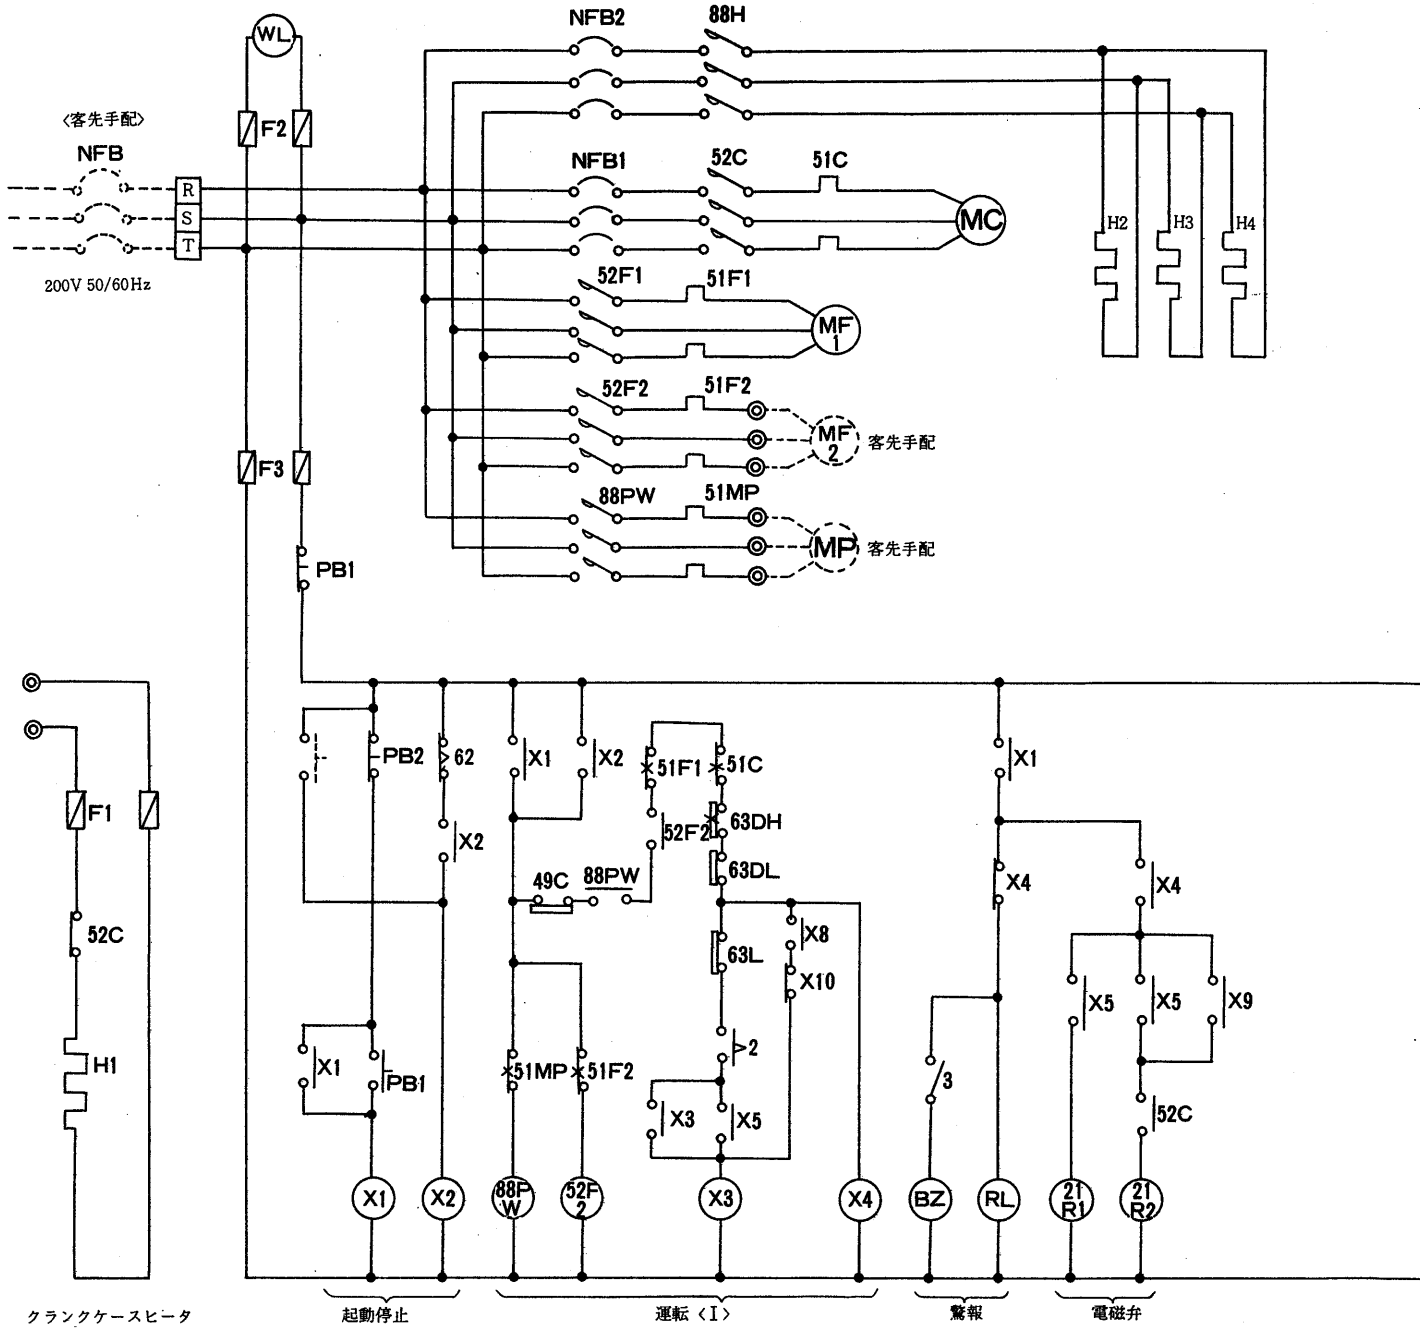 WL
NFB2
88H
F2
〈客先手配〉
NFB
R
S
T
200V 50/60Hz
NFB1
52C
51C
MC
H2
H3
H4
52F1
51F1
MF
1
52F2
51F2
MF
2
客先手配
F3
88PW
51MP
MP
客先手配
PB1
PB2
62
X1
X2
51F1
51C
X1
F1
52F2
63DH
X2
63DL
X4
X4
49C
88PW
52C
63L
X8
X10
X5
X5
X9
H1
X1
PB1
51MP
51F2
2
3
X3
X5
52C
X1
X2
88P
W
52F
2
X3
X4
BZ
RL
21
R1
21
R2
クランクケースヒータ
起動停止
運転〈I〉
警報
電磁弁